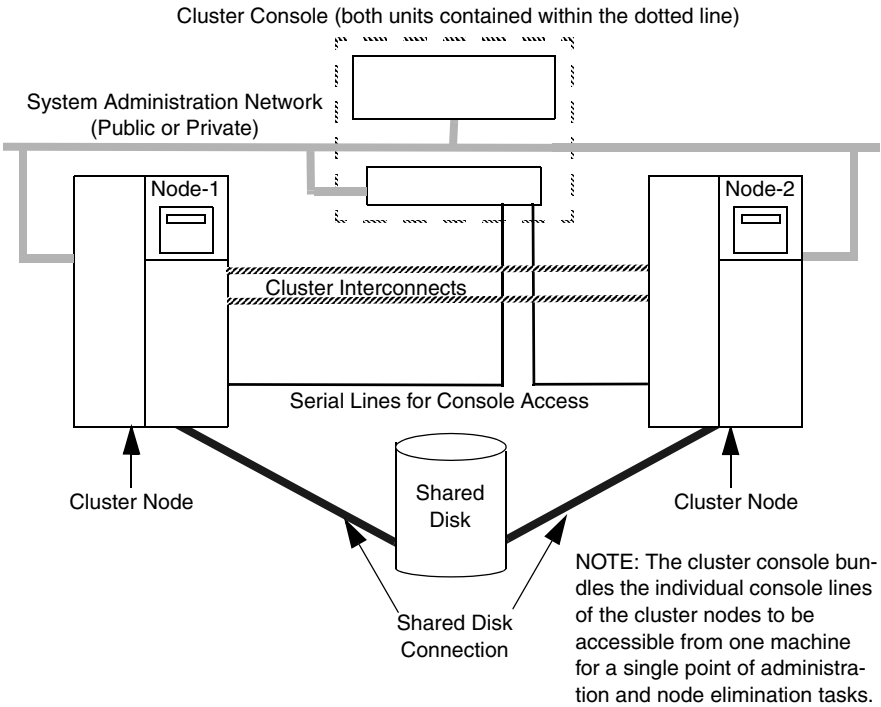 Cluster Console (both units contained within the dotted line)
System Administration Network
(Public or Private)
Node-1
Node-2
Cluster Interconnects
Serial Lines for Console Access
Shared
Disk
Cluster Node
Cluster Node
Shared Disk
Connection
NOTE: The cluster console bun-
dles the individual console lines
of the cluster nodes to be
accessible from one machine
for a single point of administra-
tion and node elimination tasks.